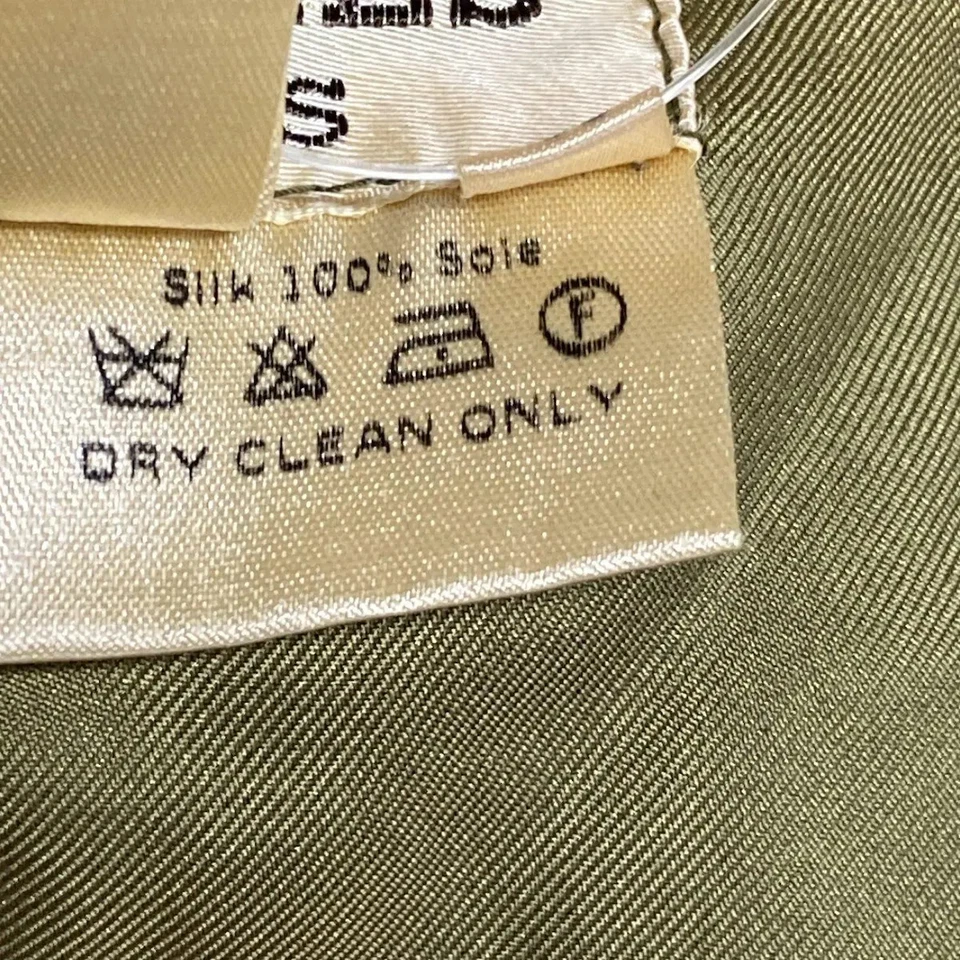 S
Silk 100% Soie
F
DRY CLEAN ONLY